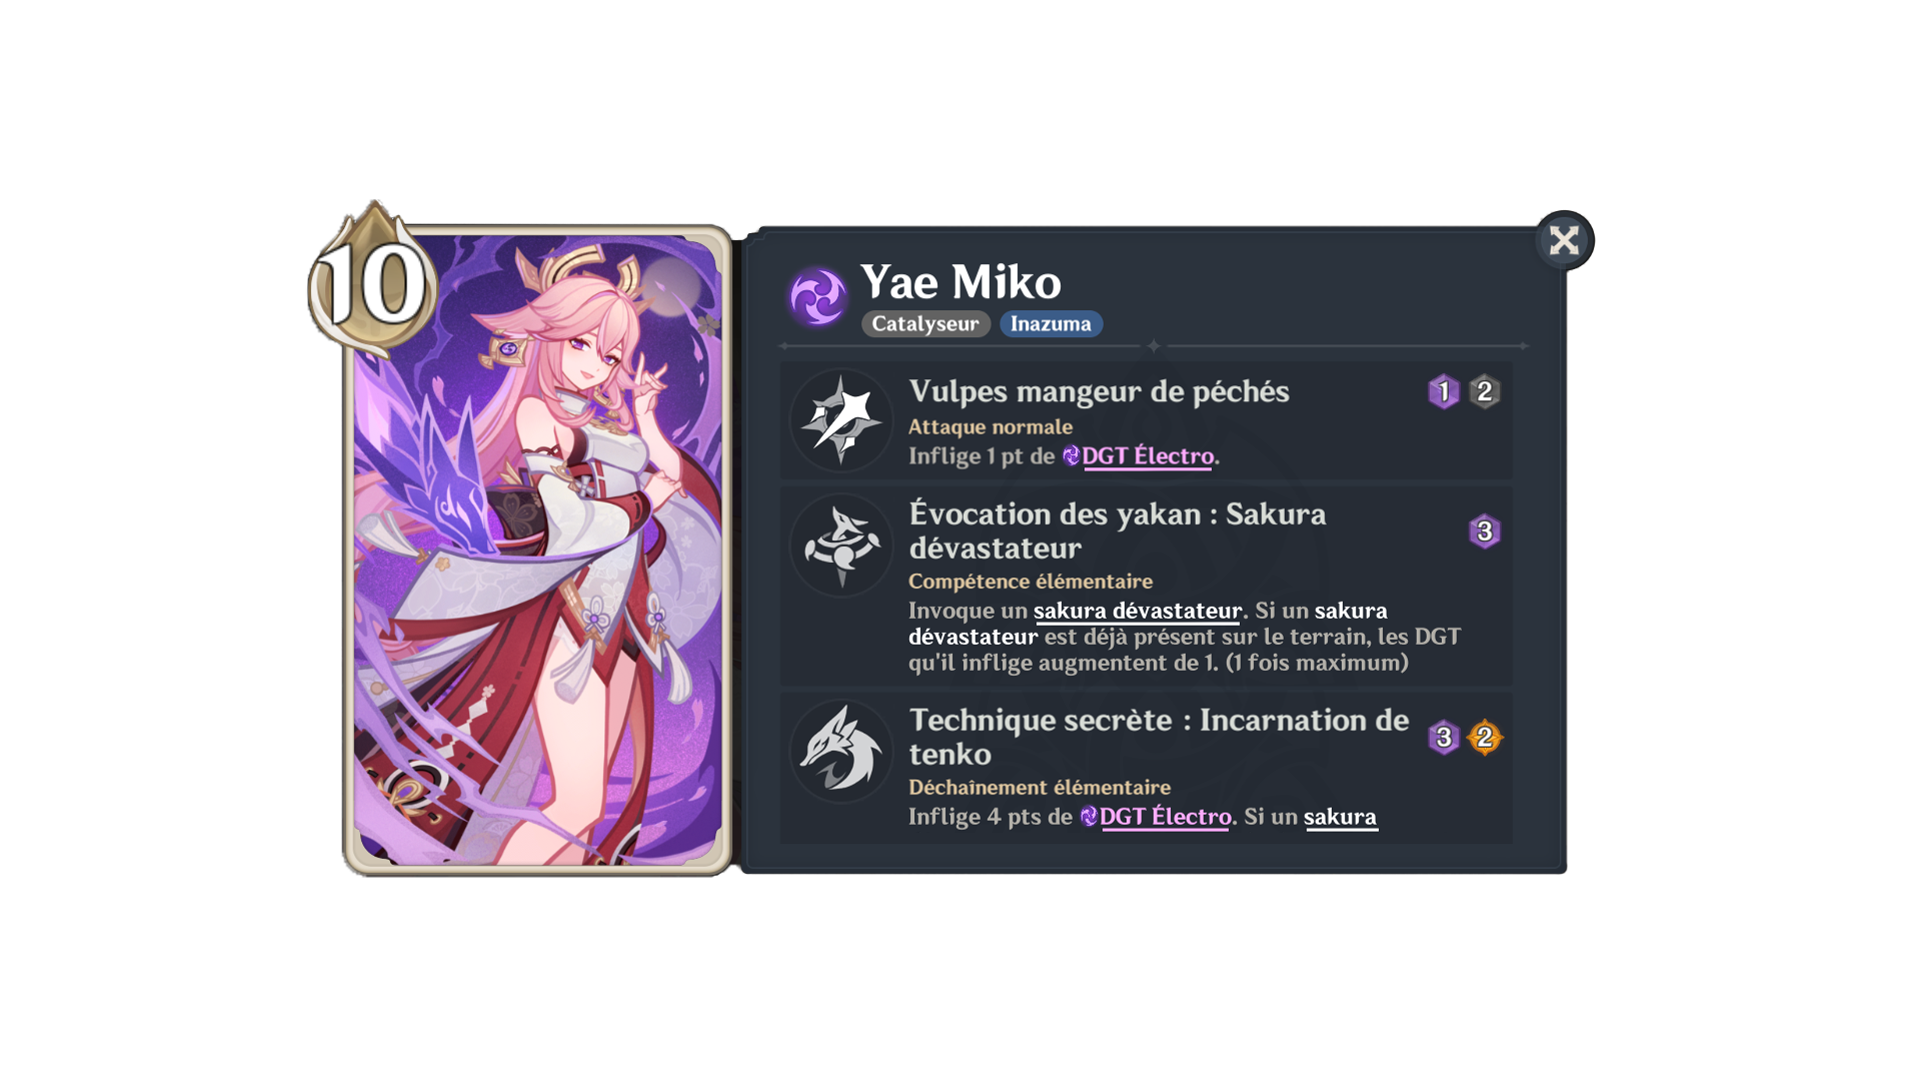 10
Yae Miko
Catalyseur Inazuma
Vulpes mangeur de péchés 1 2
Attaque normale
Inflige 1 pt de DGT Électro.
Évocation des yakan : Sakura
dévastateur 3
Compétence élémentaire
Invoque un sakura dévastateur. Si un sakura
dévastateur est déjà présent sur le terrain, les DGT
qu'il inflige augmentent de 1. (1 fois maximum)
Technique secrète : Incarnation de
tenko 3 2
Déchaînement élémentaire
Inflige 4 pts de DGT Électro. Si un sakura